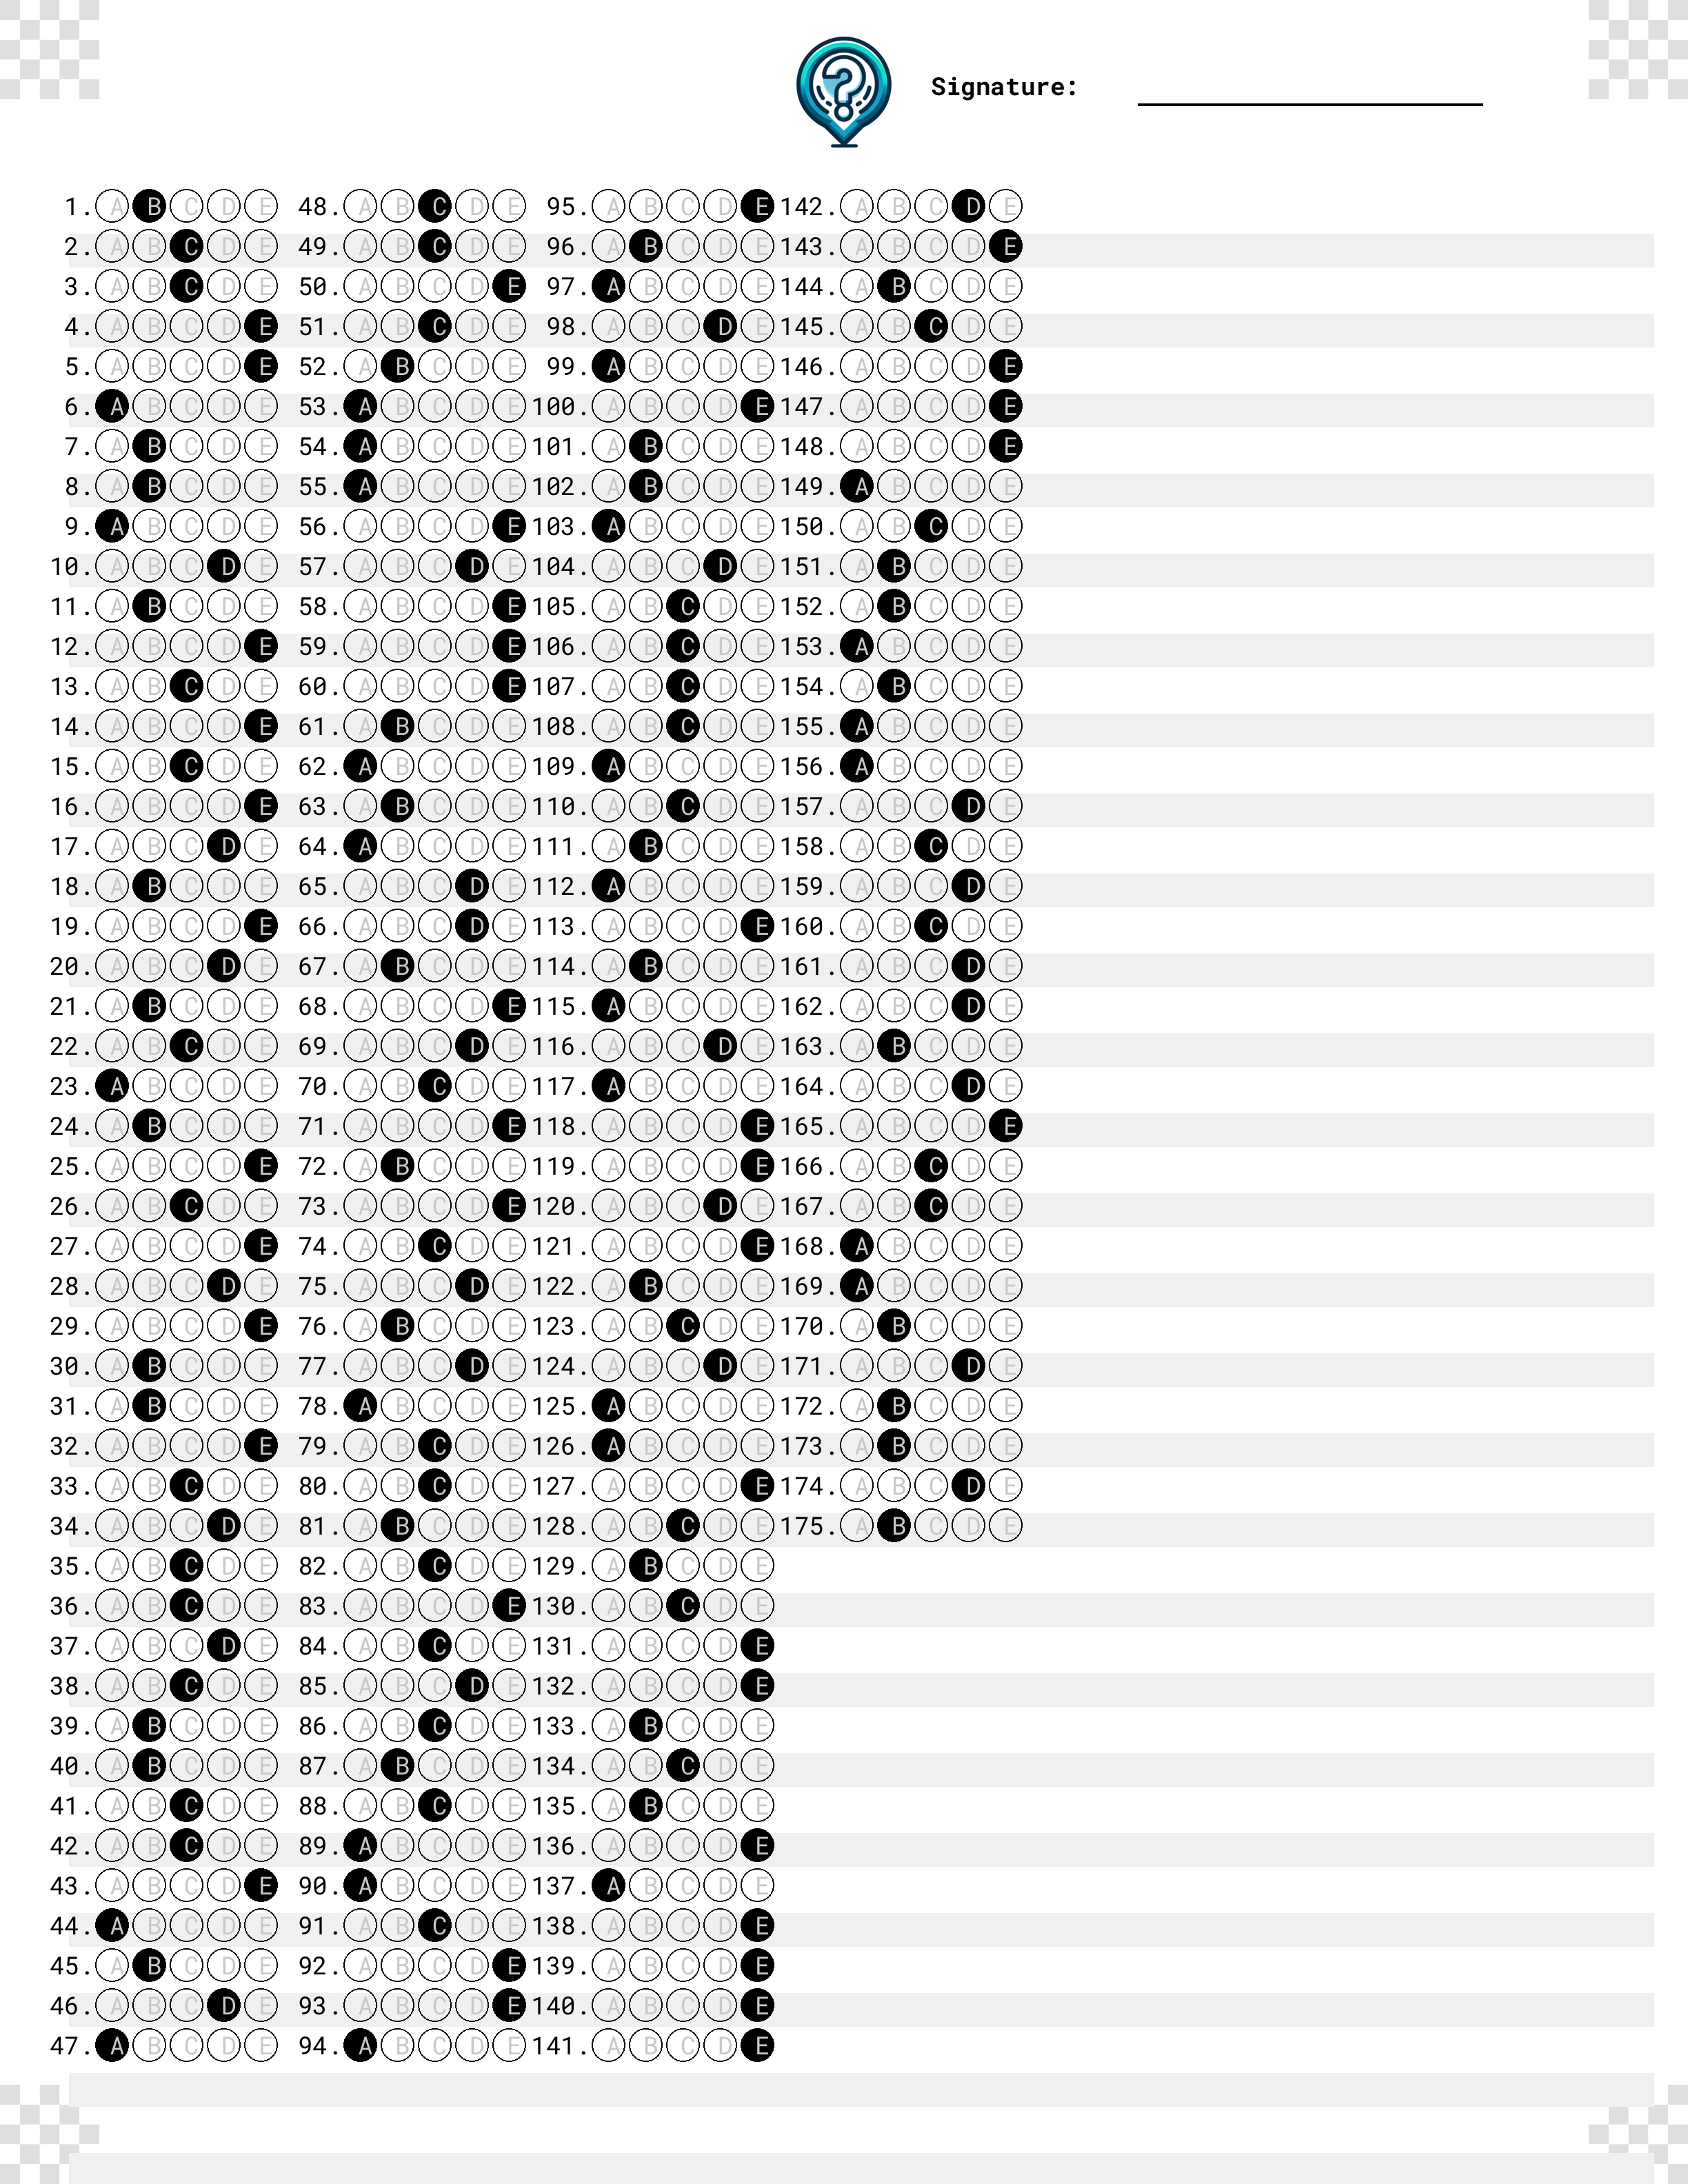 ?
Signature:
1. A B C D E 48. A B C D E 95. A B C D E 142. A B C D E
2. A B C D E 49. A B C D E 96. A B C D E 143. A B C D E
3. A B C D E 50. A B C D E 97. A B C D E 144. A B C D E
4. A B C D E 51. A B C D E 98. A B C D E 145. A B C D E
5. A B C D E 52. A B C D E 99. A B C D E 146. A B C D E
6. A B C D E 53. A B C D E 100. A B C D E 147. A B C D E
7. A B C D E 54. A B C D E 101. A B C D E 148. A B C D E
8. A B C D E 55. A B C D E 102. A B C D E 149. A B C D E
9. A B C D E 56. A B C D E 103. A B C D E 150. A B C D E
10. A B C D E 57. A B C D E 104. A B C D E 151. A B C D E
11. A B C D E 58. A B C D E 105. A B C D E 152. A B C D E
12. A B C D E 59. A B C D E 106. A B C D E 153. A B C D E
13. A B C D E 60. A B C D E 107. A B C D E 154. A B C D E
14. A B C D E 61. A B C D E 108. A B C D E 155. A B C D E
15. A B C D E 62. A B C D E 109. A B C D E 156. A B C D E
16. A B C D E 63. A B C D E 110. A B C D E 157. A B C D E
17. A B C D E 64. A B C D E 111. A B C D E 158. A B C D E
18. A B C D E 65. A B C D E 112. A B C D E 159. A B C D E
19. A B C D E 66. A B C D E 113. A B C D E 160. A B C D E
20. A B C D E 67. A B C D E 114. A B C D E 161. A B C D E
21. A B C D E 68. A B C D E 115. A B C D E 162. A B C D E
22. A B C D E 69. A B C D E 116. A B C D E 163. A B C D E
23. A B C D E 70. A B C D E 117. A B C D E 164. A B C D E
24. A B C D E 71. A B C D E 118. A B C D E 165. A B C D E
25. A B C D E 72. A B C D E 119. A B C D E 166. A B C D E
26. A B C D E 73. A B C D E 120. A B C D E 167. A B C D E
27. A B C D E 74. A B C D E 121. A B C D E 168. A B C D E
28. A B C D E 75. A B C D E 122. A B C D E 169. A B C D E
29. A B C D E 76. A B C D E 123. A B C D E 170. A B C D E
30. A B C D E 77. A B C D E 124. A B C D E 171. A B C D E
31. A B C D E 78. A B C D E 125. A B C D E 172. A B C D E
32. A B C D E 79. A B C D E 126. A B C D E 173. A B C D E
33. A B C D E 80. A B C D E 127. A B C D E 174. A B C D E
34. A B C D E 81. A B C D E 128. A B C D E 175. A B C D E
35. A B C D E 82. A B C D E 129. A B C D E
36. A B C D E 83. A B C D E 130. A B C D E
37. A B C D E 84. A B C D E 131. A B C D E
38. A B C D E 85. A B C D E 132. A B C D E
39. A B C D E 86. A B C D E 133. A B C D E
40. A B C D E 87. A B C D E 134. A B C D E
41. A B C D E 88. A B C D E 135. A B C D E
42. A B C D E 89. A B C D E 136. A B C D E
43. A B C D E 90. A B C D E 137. A B C D E
44. A B C D E 91. A B C D E 138. A B C D E
45. A B C D E 92. A B C D E 139. A B C D E
46. A B C D E 93. A B C D E 140. A B C D E
47. A B C D E 94. A B C D E 141. A B C D E